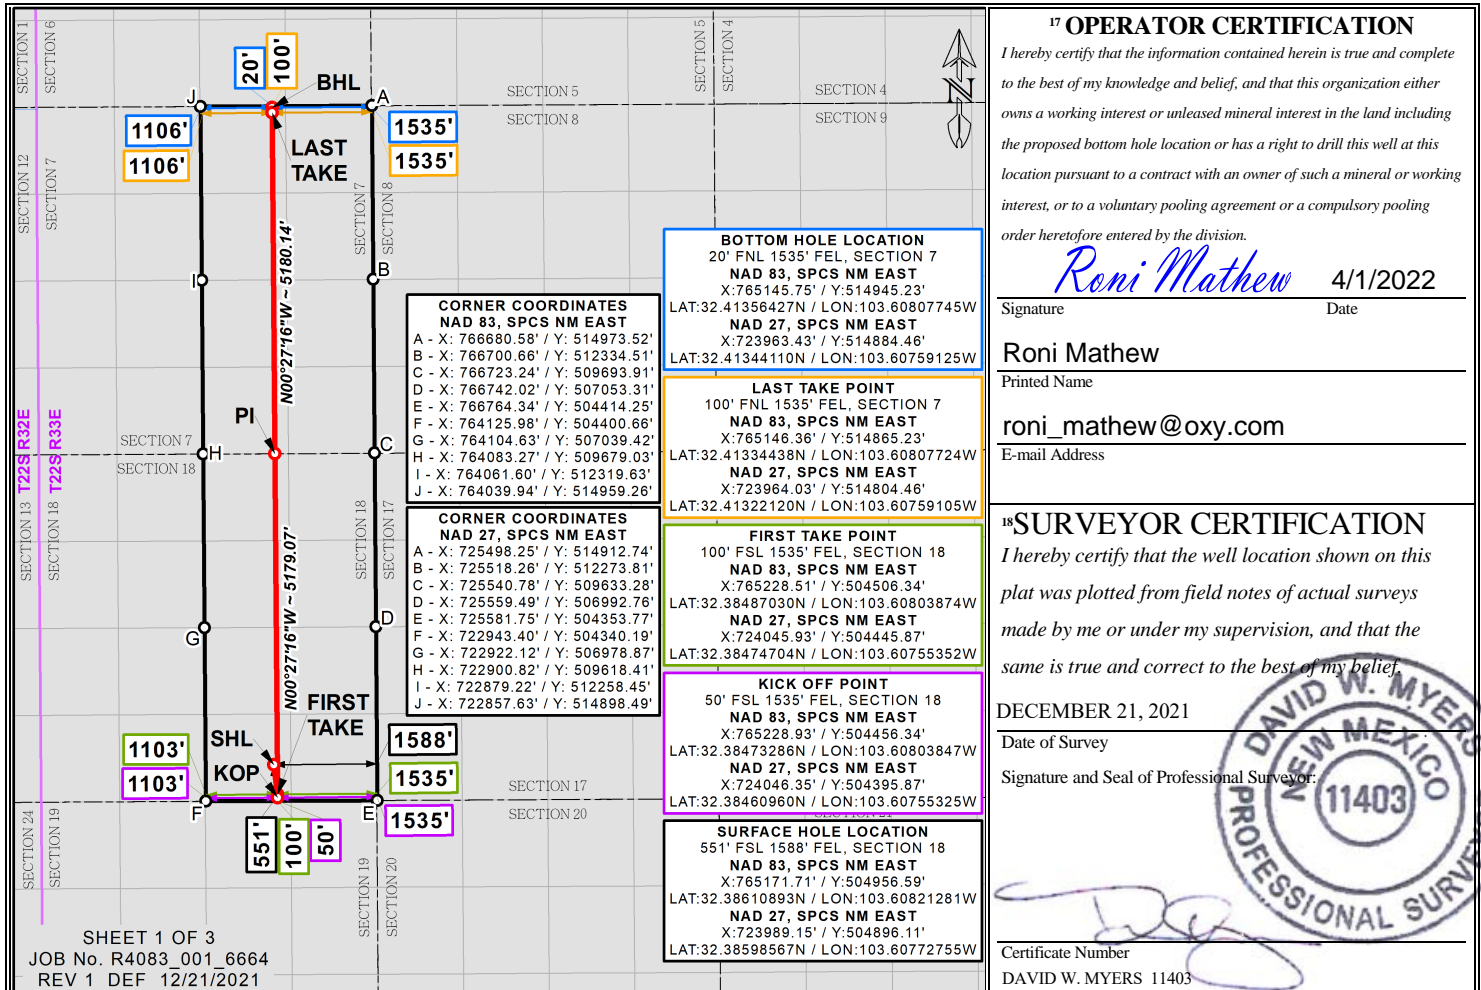 SECTION 1
SECTION 6
SECTION 5
SECTION 4
20'
100'
BHL
J
A
SECTION 5
SECTION 4
SECTION 8
SECTION 9
1106'
1106'
1535'
1535'
LAST
TAKE
SECTION 12
SECTION 7
SECTION 7
SECTION 8
N00°27'16"W ~ 5180.14'
I
B
PI
SECTION 7
SECTION 18
H
C
T22S R32E
T22S R33E
SECTION 13
SECTION 18
SECTION 18
SECTION 17
N00°27'16"W ~ 5179.07'
G
D
FIRST
TAKE
SHL
KOP
1103'
1103'
1588'
1535'
1535'
F
E
SECTION 17
SECTION 20
551'
100'
50'
SECTION 24
SECTION 19
SECTION 19
SECTION 20
SHEET 1 OF 3
JOB No. R4083_001_6664
REV 1 DEF 12/21/2021
CORNER COORDINATES
NAD 83, SPCS NM EAST
A - X: 766680.58' / Y: 514973.52'
B - X: 766700.66' / Y: 512334.51'
C - X: 766723.24' / Y: 509693.91'
D - X: 766742.02' / Y: 507053.31'
E - X: 766764.34' / Y: 504414.25'
F - X: 764125.98' / Y: 504400.66'
G - X: 764104.63' / Y: 507039.42'
H - X: 764083.27' / Y: 509679.03'
I - X: 764061.60' / Y: 512319.63'
J - X: 764039.94' / Y: 514959.26'
CORNER COORDINATES
NAD 27, SPCS NM EAST
A - X: 725498.25' / Y: 514912.74'
B - X: 725518.26' / Y: 512273.81'
C - X: 725540.78' / Y: 509633.28'
D - X: 725559.49' / Y: 506992.76'
E - X: 725581.75' / Y: 504353.77'
F - X: 722943.40' / Y: 504340.19'
G - X: 722922.12' / Y: 506978.87'
H - X: 722900.82' / Y: 509618.41'
I - X: 722879.22' / Y: 512258.45'
J - X: 722857.63' / Y: 514898.49'
BOTTOM HOLE LOCATION
20' FNL 1535' FEL, SECTION 7
NAD 83, SPCS NM EAST
X:765145.75' / Y:514945.23'
LAT:32.41356427N / LON:103.60807745W
NAD 27, SPCS NM EAST
X:723963.43' / Y:514884.46'
LAT:32.41344110N / LON:103.60759125W
LAST TAKE POINT
100' FNL 1535' FEL, SECTION 7
NAD 83, SPCS NM EAST
X:765146.36' / Y:514865.23'
LAT:32.41334438N / LON:103.60807724W
NAD 27, SPCS NM EAST
X:723964.03' / Y:514804.46'
LAT:32.41322120N / LON:103.60759105W
FIRST TAKE POINT
100' FSL 1535' FEL, SECTION 18
NAD 83, SPCS NM EAST
X:765228.51' / Y:504506.34'
LAT:32.38487030N / LON:103.60803874W
NAD 27, SPCS NM EAST
X:724045.93' / Y:504445.87'
LAT:32.38474704N / LON:103.60755352W
KICK OFF POINT
50' FSL 1535' FEL, SECTION 18
NAD 83, SPCS NM EAST
X:765228.93' / Y:504456.34'
LAT:32.38473286N / LON:103.60803847W
NAD 27, SPCS NM EAST
X:724046.35' / Y:504395.87'
LAT:32.38460960N / LON:103.60755325W
SURFACE HOLE LOCATION
551' FSL 1588' FEL, SECTION 18
NAD 83, SPCS NM EAST
X:765171.71' / Y:504956.59'
LAT:32.38610893N / LON:103.60821281W
NAD 27, SPCS NM EAST
X:723989.15' / Y:504896.11'
LAT:32.38598567N / LON:103.60772755W
17 OPERATOR CERTIFICATION
I hereby certify that the information contained herein is true and complete
to the best of my knowledge and belief, and that this organization either
owns a working interest or unleased mineral interest in the land including
the proposed bottom hole location or has a right to drill this well at this
location pursuant to a contract with an owner of such a mineral or working
interest, or to a voluntary pooling agreement or a compulsory pooling
order heretofore entered by the division.
Roni Mathew 4/1/2022
Signature Date
Roni Mathew
Printed Name
roni_mathew@oxy.com
E-mail Address
18 SURVEYOR CERTIFICATION
I hereby certify that the well location shown on this
plat was plotted from field notes of actual surveys
made by me or under my supervision, and that the
same is true and correct to the best of my belief.
DECEMBER 21, 2021
Date of Survey
Signature and Seal of Professional Surveyor:
DAVID W. MYERS
NEW MEXICO
11403
PROFESSIONAL SURVEY
Certificate Number
DAVID W. MYERS 11403